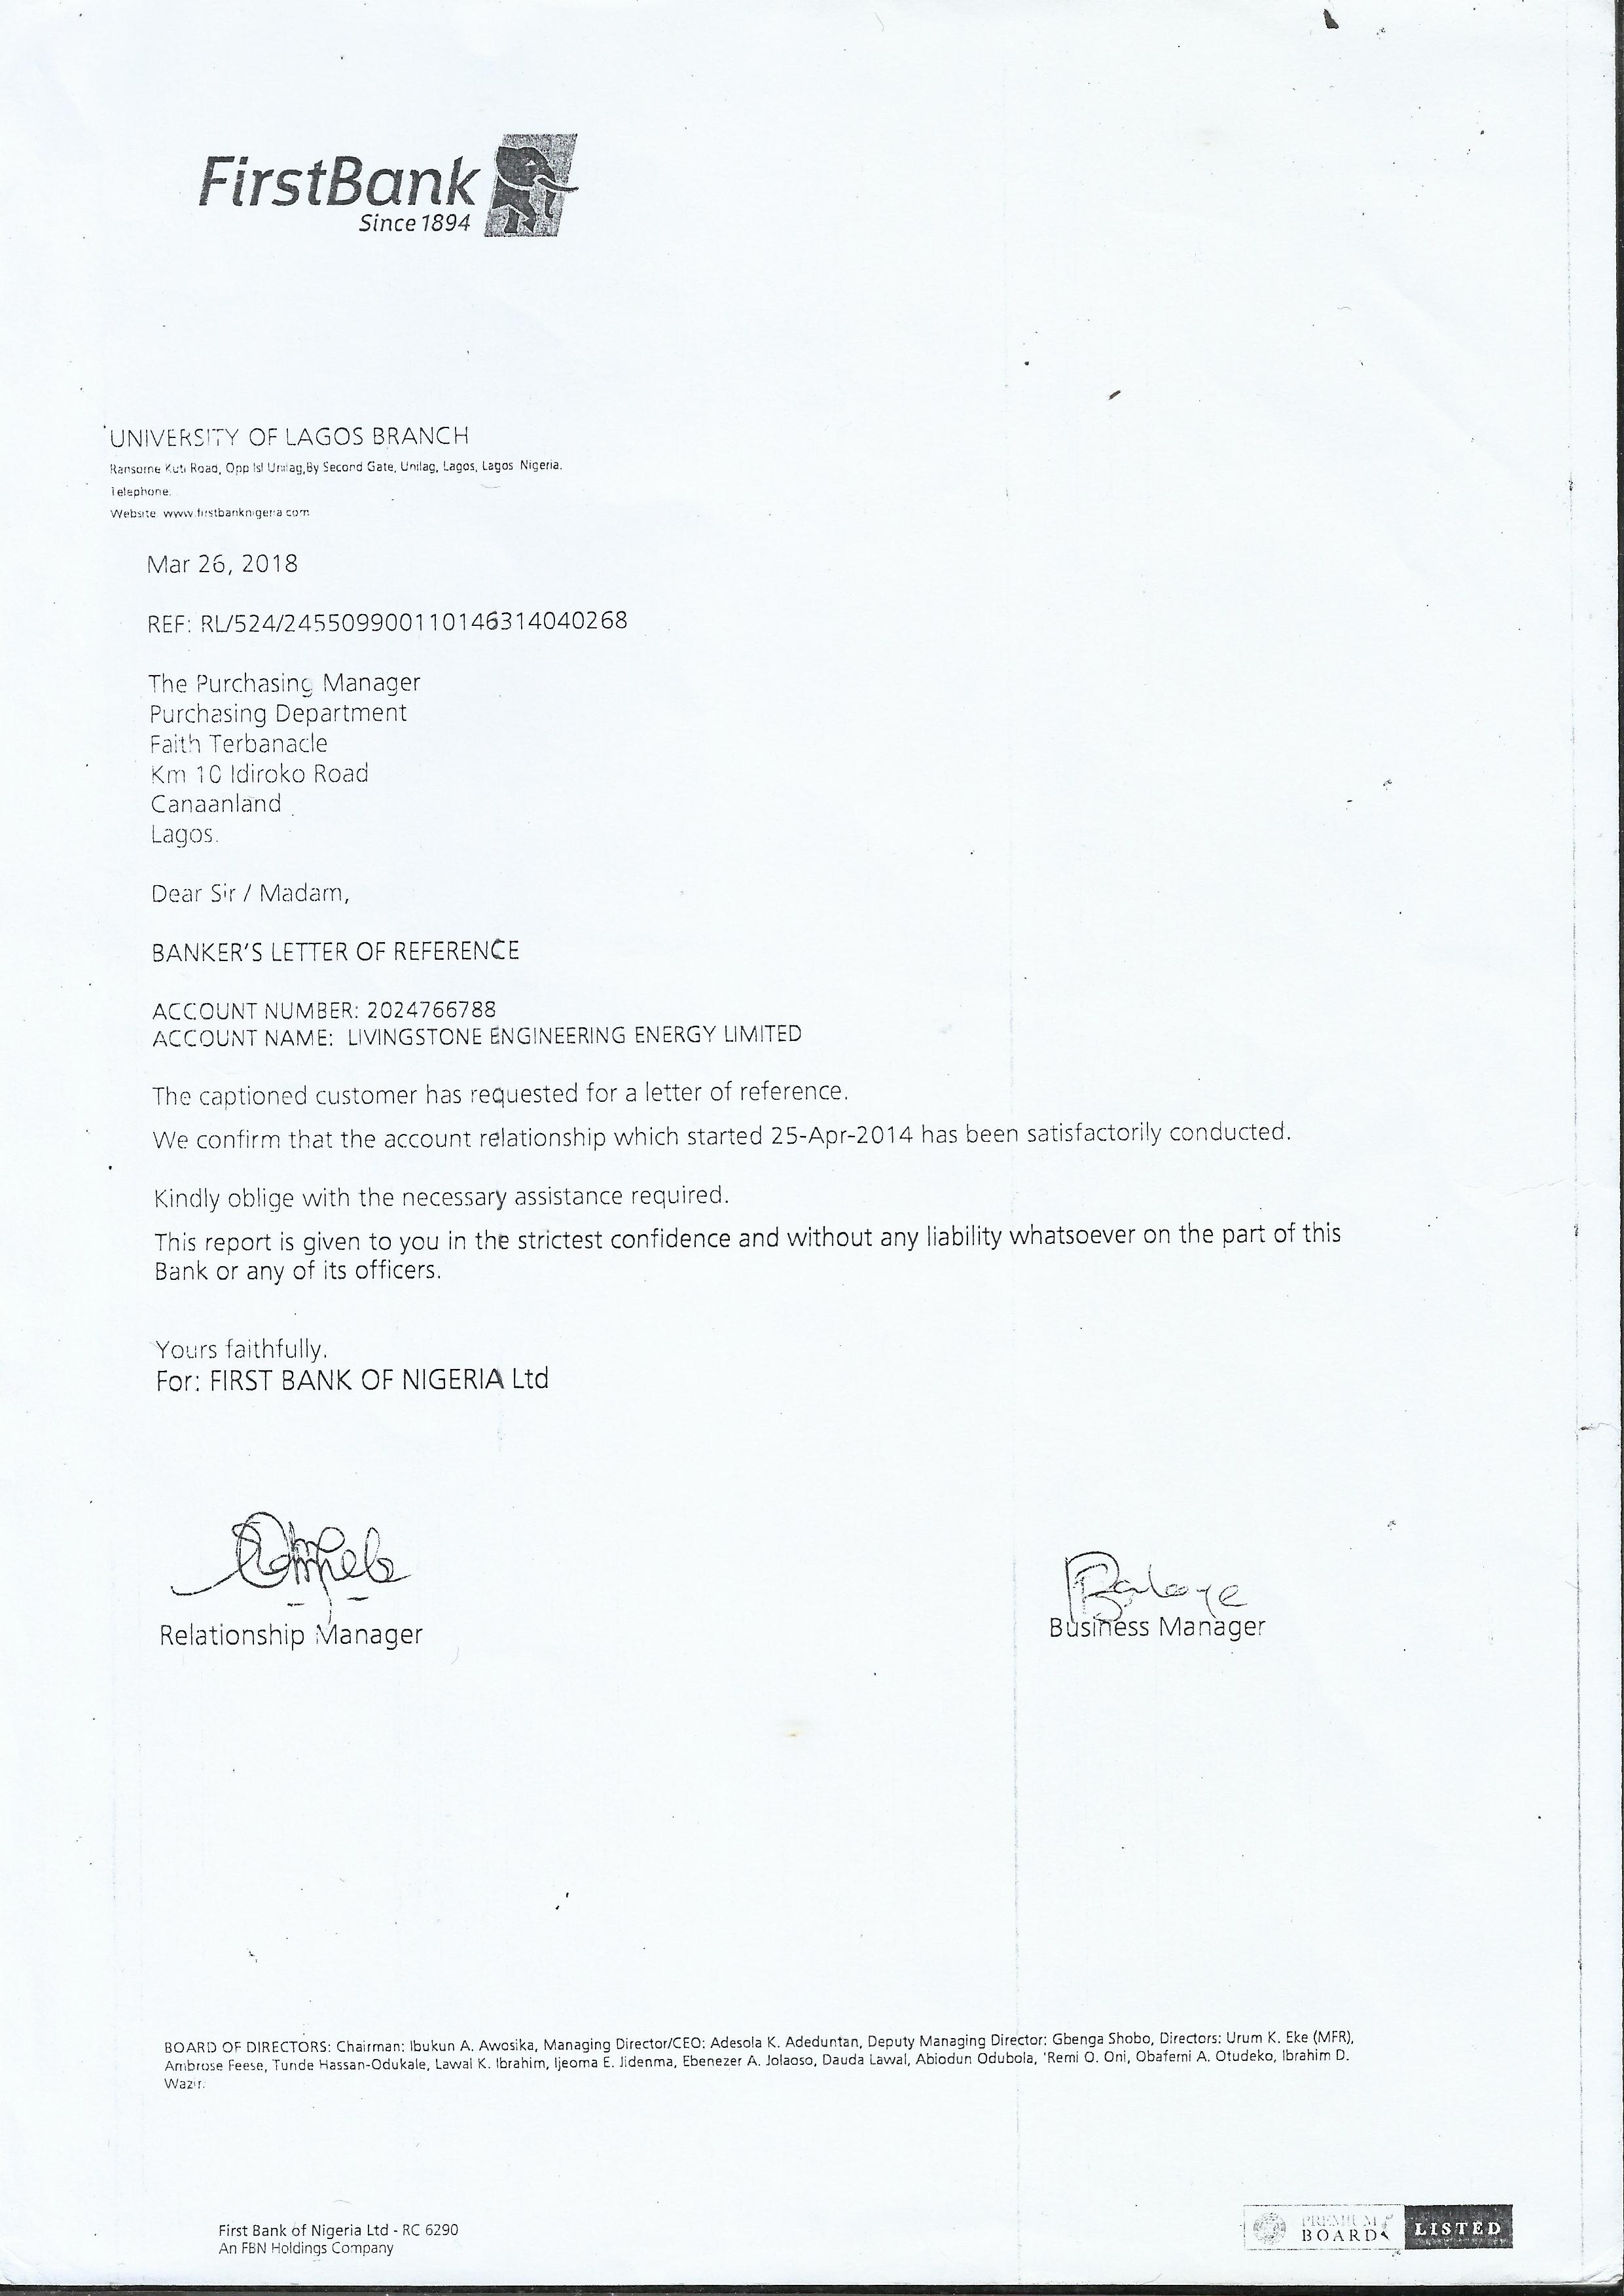 FirstBank
Since 1894
UNIVERSITY OF LAGOS BRANCH
Ransome Kuti Road, Opp Isl Unilag,By Second Gate, Unilag, Lagos, Lagos Nigeria.
Telephone.
Website www.firstbanknigeria.com
Mar 26, 2018
REF: RL/524/245509900110146314040268
The Purchasing Manager
Purchasing Department
Faith Terbanacle
Km 10 Idiroko Road
Canaanland
Lagos.
Dear Sir / Madam,
BANKER'S LETTER OF REFERENCE
ACCOUNT NUMBER: 2024766788
ACCOUNT NAME: LIVINGSTONE ENGINEERING ENERGY LIMITED
The captioned customer has requested for a letter of reference.
We confirm that the account relationship which started 25-Apr-2014 has been satisfactorily conducted.
Kindly oblige with the necessary assistance required.
This report is given to you in the strictest confidence and without any liability whatsoever on the part of this
Bank or any of its officers.
Yours faithfully.
For: FIRST BANK OF NIGERIA Ltd
Relationship Manager
Business Manager
BOARD OF DIRECTORS: Chairman: Ibukun A. Awosika, Managing Director/CEO: Adesola K. Adeduntan, Deputy Managing Director: Gbenga Shobo, Directors: Urum K. Eke (MFR),
Ambrose Feese, Tunde Hassan-Odukale, Lawal K. Ibrahim, Ijeoma E. Jidenma, Ebenezer A. Jolaoso, Dauda Lawal, Abiodun Odubola, 'Remi O. Oni, Obafemi A. Otudeko, Ibrahim D.
Waziri.
First Bank of Nigeria Ltd - RC 6290
An FBN Holdings Company
PREMIUM
BOARD
LISTED